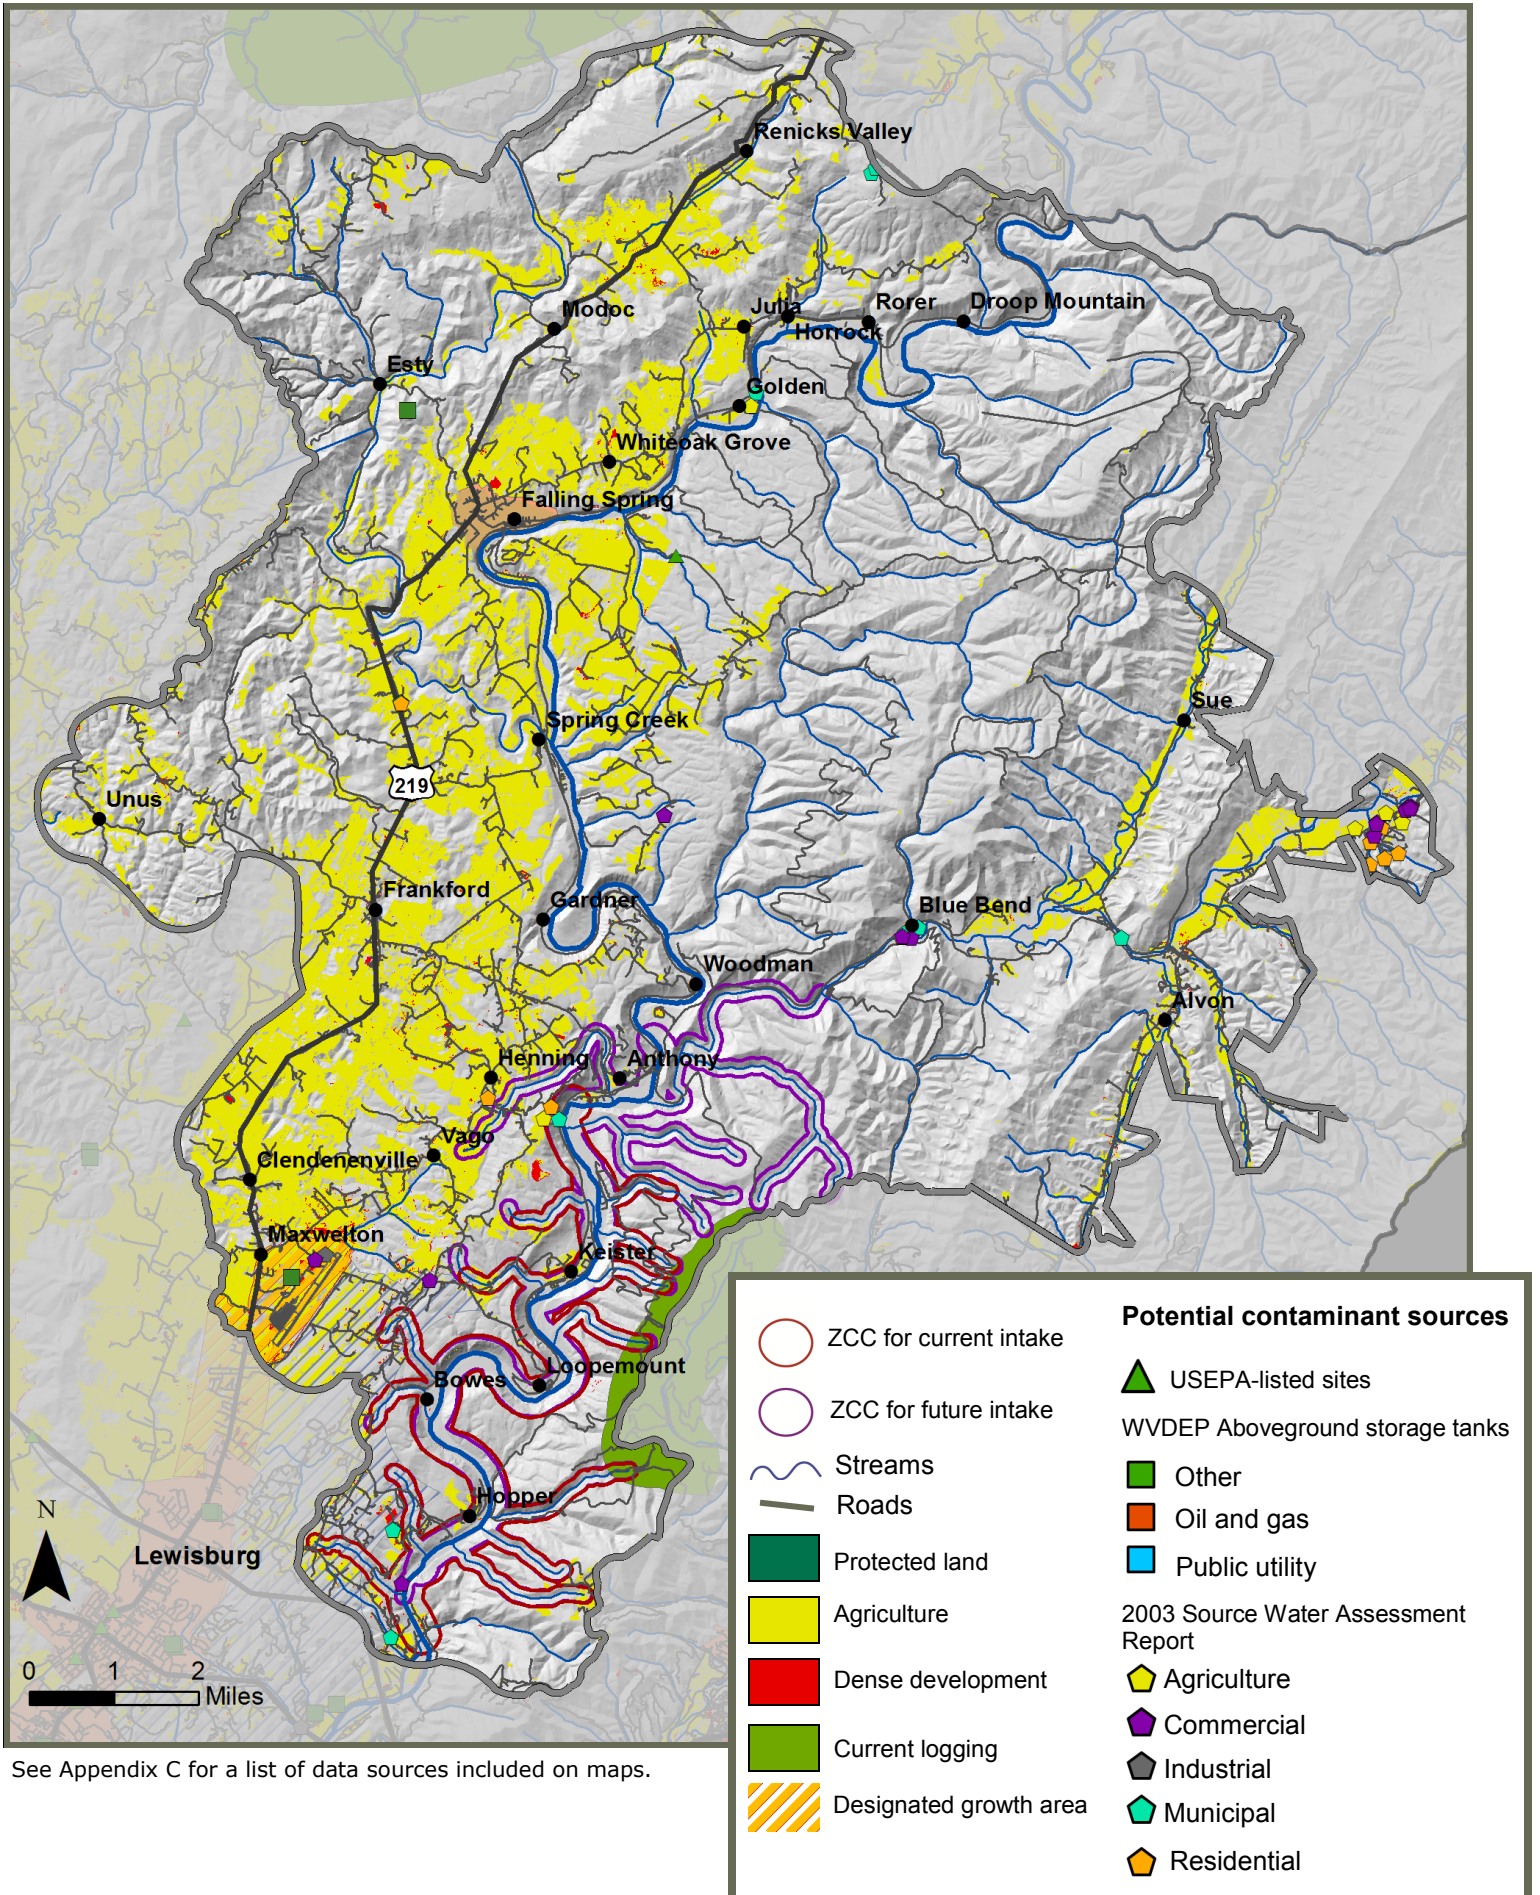 Renicks Valley
Julia
Rorer
Droop Mountain
Modoc
Horrock
Esty
Golden
Whiteoak Grove
Falling Spring
Sue
Spring Creek
219
Unus
Frankford
Gardner
Blue Bend
Woodman
Alvon
Henning
Anthony
Vago
Clendenenville
Maxwelton
Keister
Loopemount
Bowes
Hopper
N
Lewisburg
0 1 2
Miles
See Appendix C for a list of data sources included on maps.
ZCC for current intake
ZCC for future intake
Streams
Roads
Protected land
Agriculture
Dense development
Current logging
Designated growth area
Potential contaminant sources
USEPA-listed sites
WVDEP Aboveground storage tanks
Other
Oil and gas
Public utility
2003 Source Water Assessment
Report
Agriculture
Commercial
Industrial
Municipal
Residential